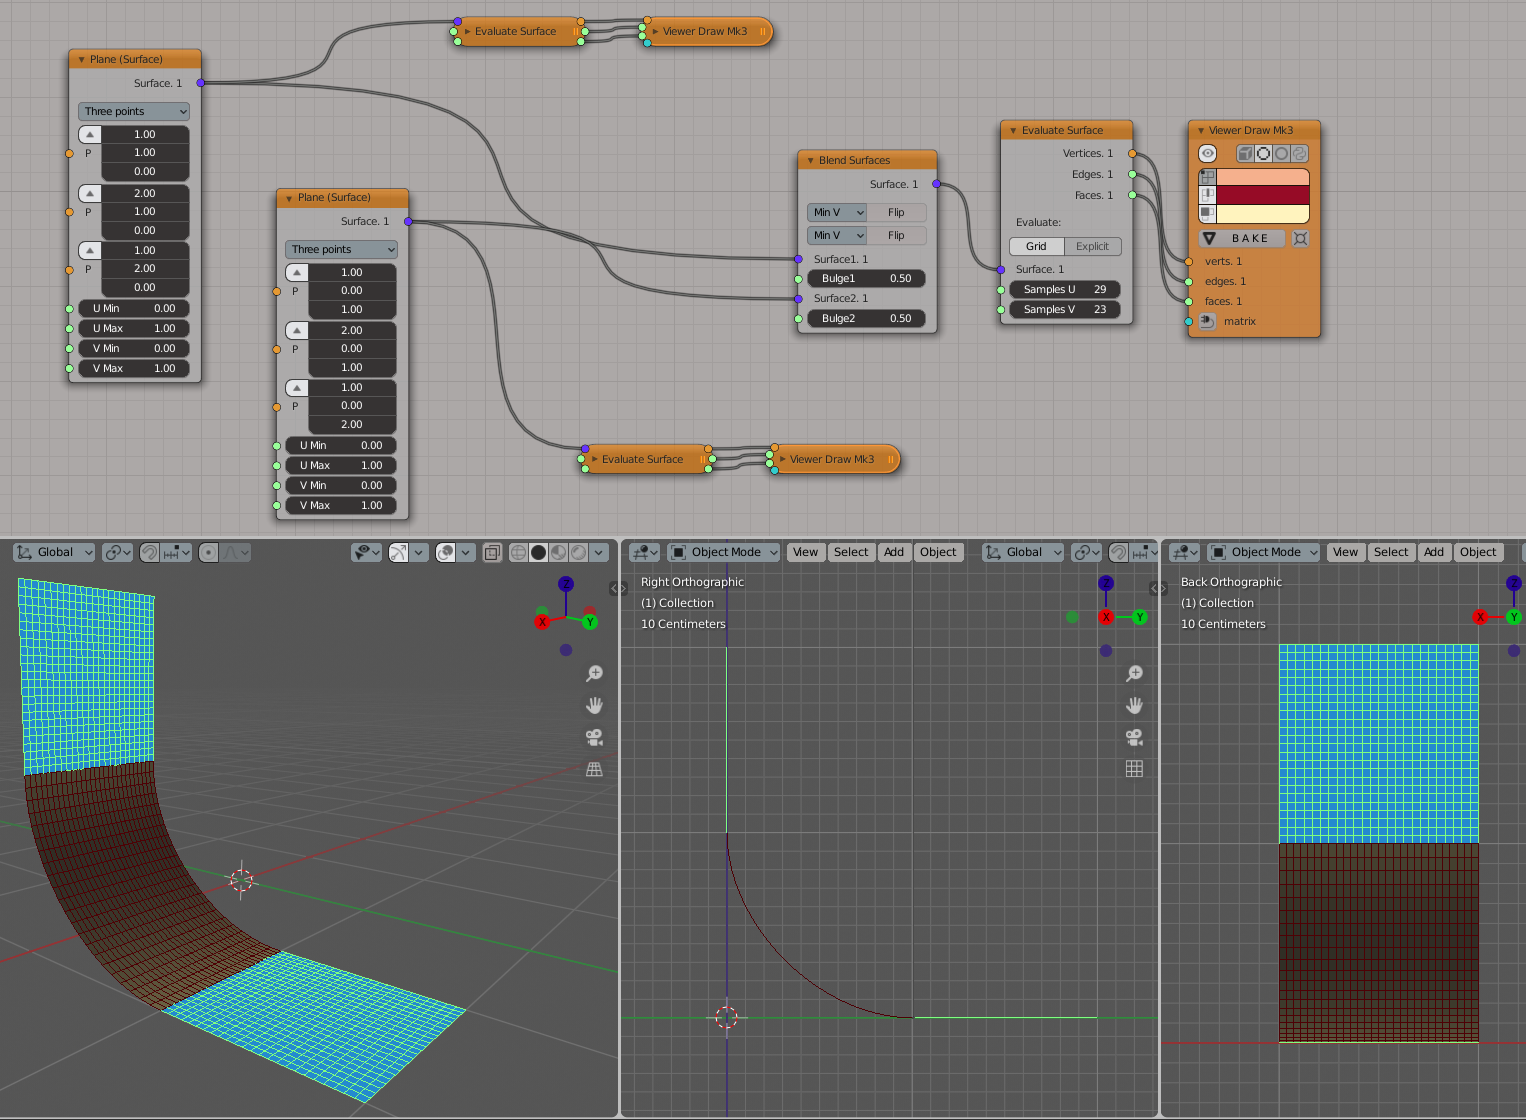 Evaluate Surface
Viewer Draw Mk3
Plane (Surface)
Surface. 1
Three points
1.00
P 1.00
0.00
2.00
P 1.00
0.00
1.00
P 2.00
0.00
U Min 0.00
U Max 1.00
V Min 0.00
V Max 1.00
Plane (Surface)
Surface. 1
Three points
1.00
P 0.00
1.00
2.00
P 0.00
1.00
1.00
P 0.00
2.00
U Min 0.00
U Max 1.00
V Min 0.00
V Max 1.00
Blend Surfaces
Surface. 1
Min V Flip
Min V Flip
Surface1. 1
Bulge1 0.50
Surface2. 1
Bulge2 0.50
Evaluate Surface
Vertices. 1
Edges. 1
Faces. 1
Evaluate:
Grid Explicit
Surface. 1
Samples U 29
Samples V 23
Viewer Draw Mk3
BAKE
verts. 1
edges. 1
faces. 1
matrix
Evaluate Surface
Viewer Draw Mk3
Global
Z
X
Y
Object Mode View Select Add Object Global
Right Orthographic
(1) Collection
10 Centimeters
Z
X
Y
Object Mode View Select Add Object
Back Orthographic
(1) Collection
10 Centimeters
Z
X
Y